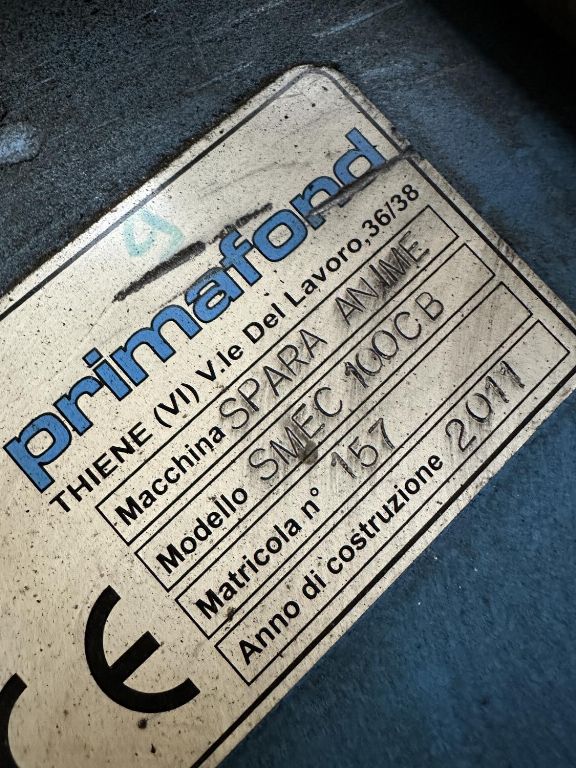 primafond
THIENE (VI) V.le Del Lavoro,36/38
Macchina SPARA ANIME
Modello SMEC 100CB
Matricola n° 157
Anno di costruzione 2011
CE